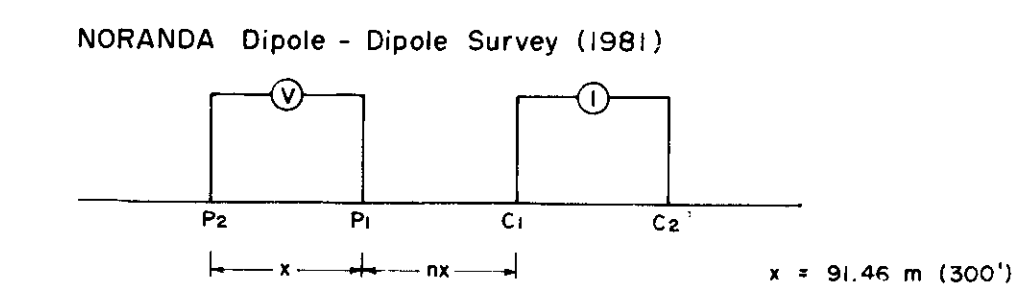 NORANDA Dipole - Dipole Survey (1981)
V I
P2 P1 C1 C2
x nx
x = 91.46 m (300')